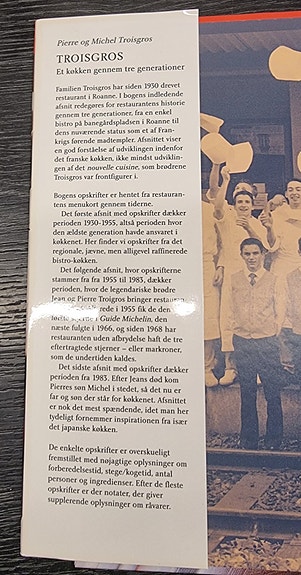 Pierre og Michel Troisgros
TROISGROS
Et køkken gennem tre generationer
Familien Troisgros har siden 1930 drevet
restaurant i Roanne. I bogens indledende
afsnit redegøres for restaurantens historie
gennem tre generationer, fra en enkel
bistro på banegårdspladsen i Roanne til
dens nuværende status som et af Fran-
krigs førende madtempler. Afsnittet viser
en god forståelse af udviklingen indenfor
det franske køkken, ikke mindst udviklin-
gen af det nouvelle cuisine, som brødrene
Troisgros var frontfigurer i.
Bogens opskrifter er hentet fra restauran-
tens menukort gennem tiderne.
Det første afsnit med opskrifter dækker
perioden 1930-1955, altså perioden hvor
den ældste generation havde ansvaret i
køkkenet. Her finder vi opskrifter fra det
regionale, jævne, men alligevel raffinerede
bistro-køkken.
Det følgende afsnit, hvor opskrifterne
stammer fra fra 1955 til 1983, dækker
perioden, hvor de legendariske brødre
Jean og Pierre Troisgros bringer
rede i 1955 fik de den
første stjerne i Guide Michelin, den
næste fulgte i 1966, og siden 1968 har
restauranten uden afbrydelse haft de tre
eftertragtede stjerner – eller markroner,
som de undertiden kaldes.
Det sidste afsnit med opskrifter dækker
perioden fra 1983. Efter Jeans død kom
Pierres søn Michel i stedet, så det nu er
far og søn der står for køkkenet. Afsnittet
er nok det mest spændende, idet man her
tydeligt fornemmer inspirationen fra især
det japanske køkken.
De enkelte opskrifter er overskueligt
fremstillet med nøjagtige oplysninger om
forberedelsestid, stege/kogetid, antal
personer og ingredienser. Efter de fleste
opskrifter er der notater, der giver
supplerende oplysninger om råvarer.